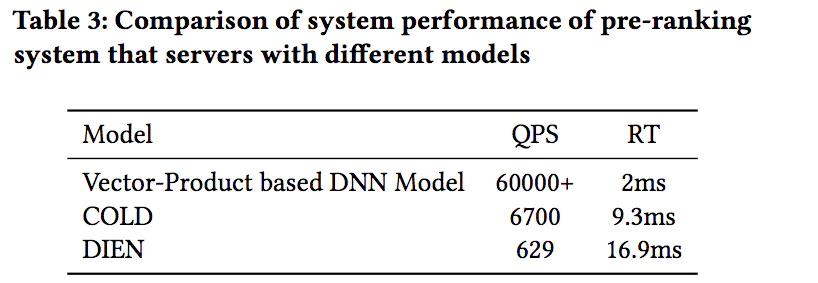 Table 3: Comparison of system performance of pre-ranking
system that servers with different models
Model QPS RT
Vector-Product based DNN Model 60000+ 2ms
COLD 6700 9.3ms
DIEN 629 16.9ms